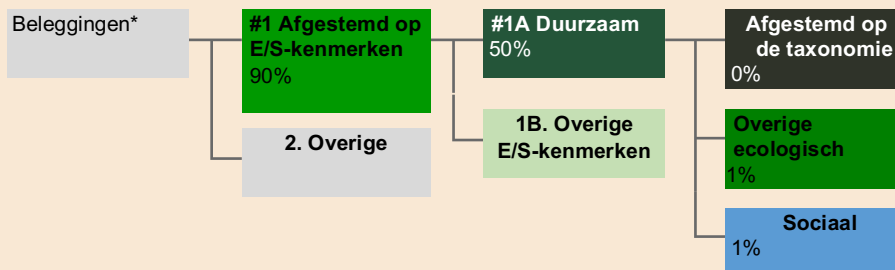 Beleggingen*
#1 Afgestemd op
E/S-kenmerken
90%
2. Overige
#1A Duurzaam
50%
1B. Overige
E/S-kenmerken
Afgestemd op
de taxonomie
0%
Overige
ecologisch
1%
Sociaal
1%